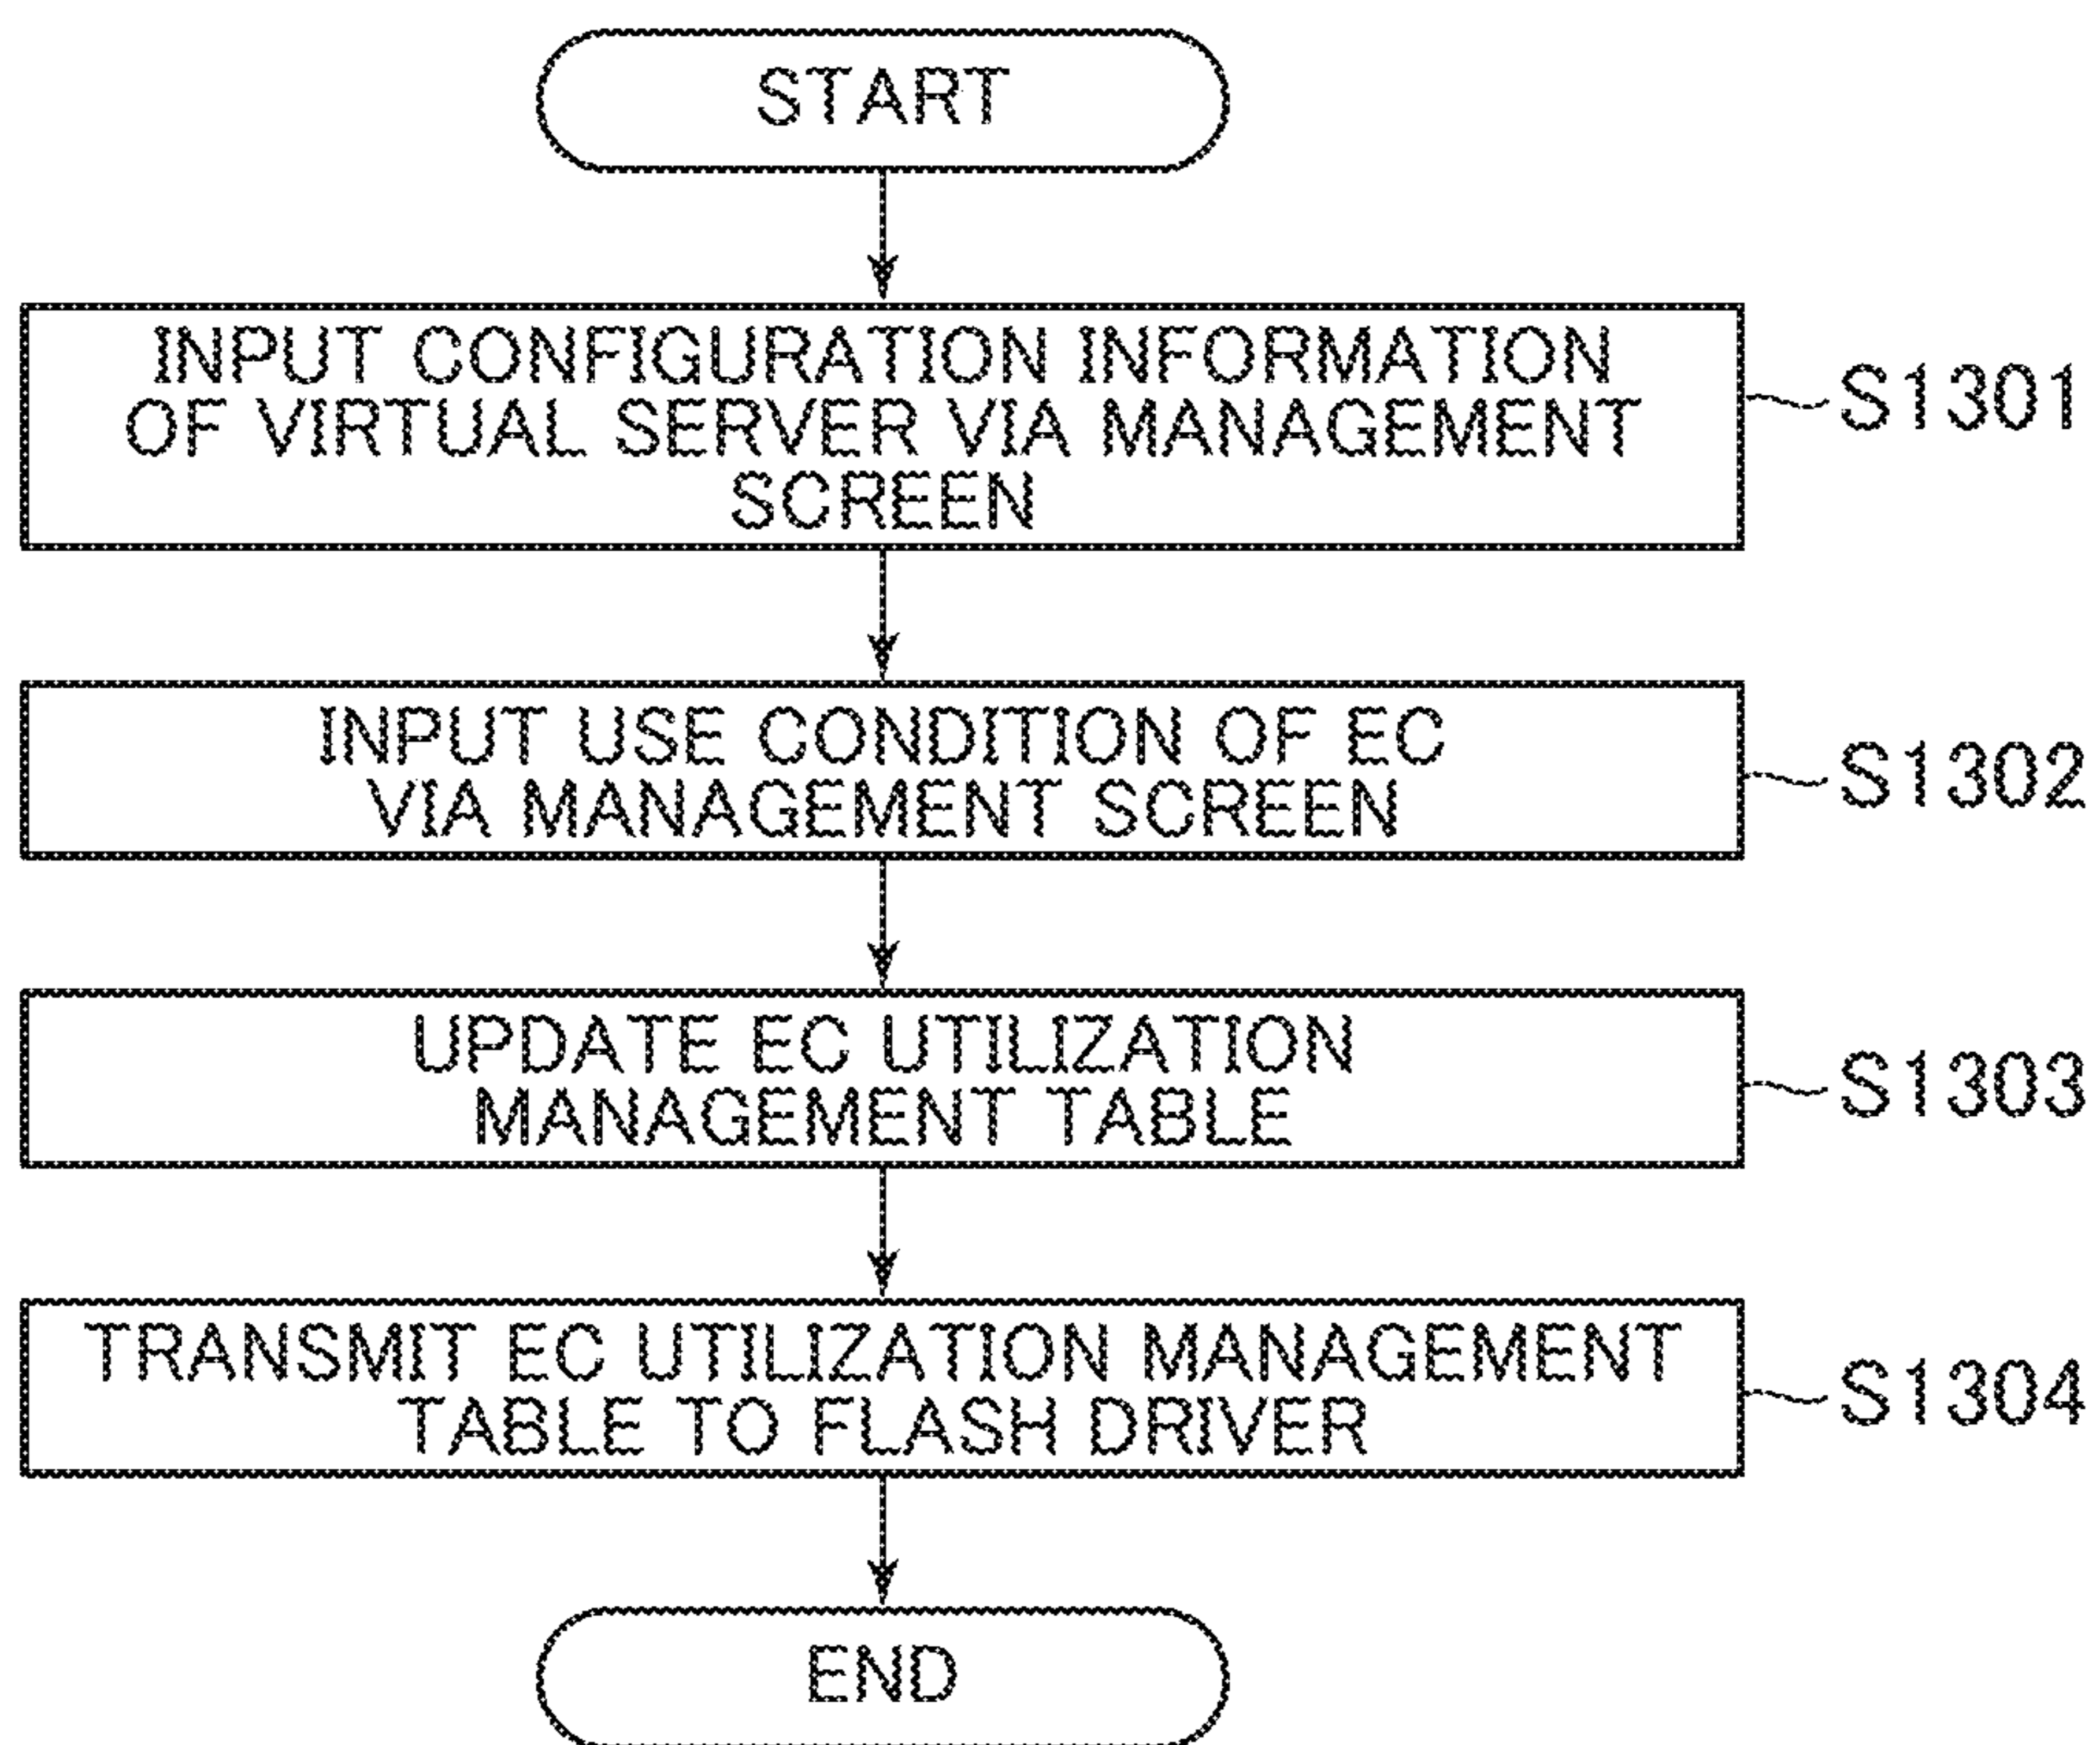 START
INPUT CONFIGURATION INFORMATION
OF VIRTUAL SERVER VIA MANAGEMENT
SCREEN
S1301
INPUT USE CONDITION OF EC
VIA MANAGEMENT SCREEN
S1302
UPDATE EC UTILIZATION
MANAGEMENT TABLE
S1303
TRANSMIT EC UTILIZATION MANAGEMENT
TABLE TO FLASH DRIVER
S1304
END